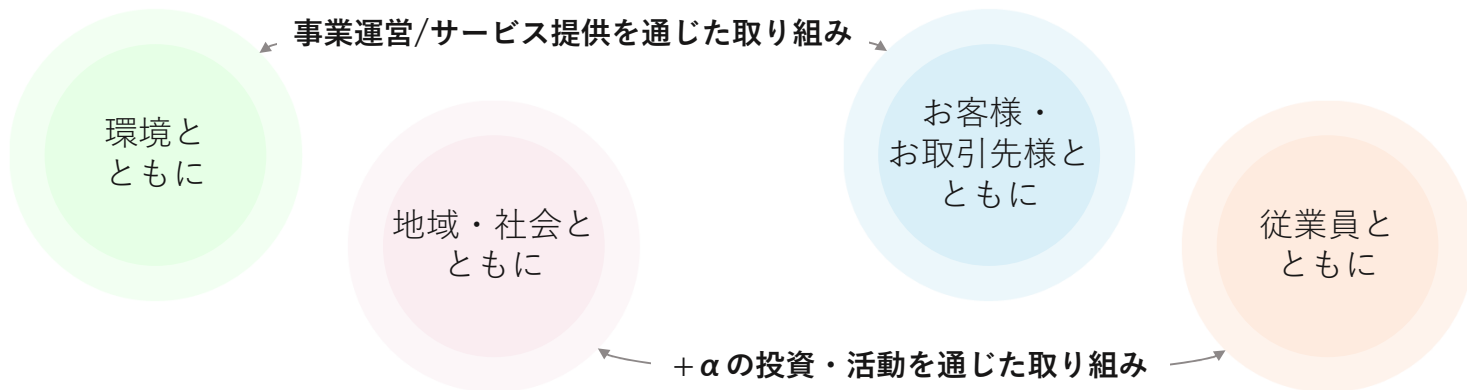 事業運営/サービス提供を通じた取り組み
環境と
ともに
地域・社会と
ともに
お客様・
お取引先様と
ともに
従業員と
ともに
+αの投資・活動を通じた取り組み